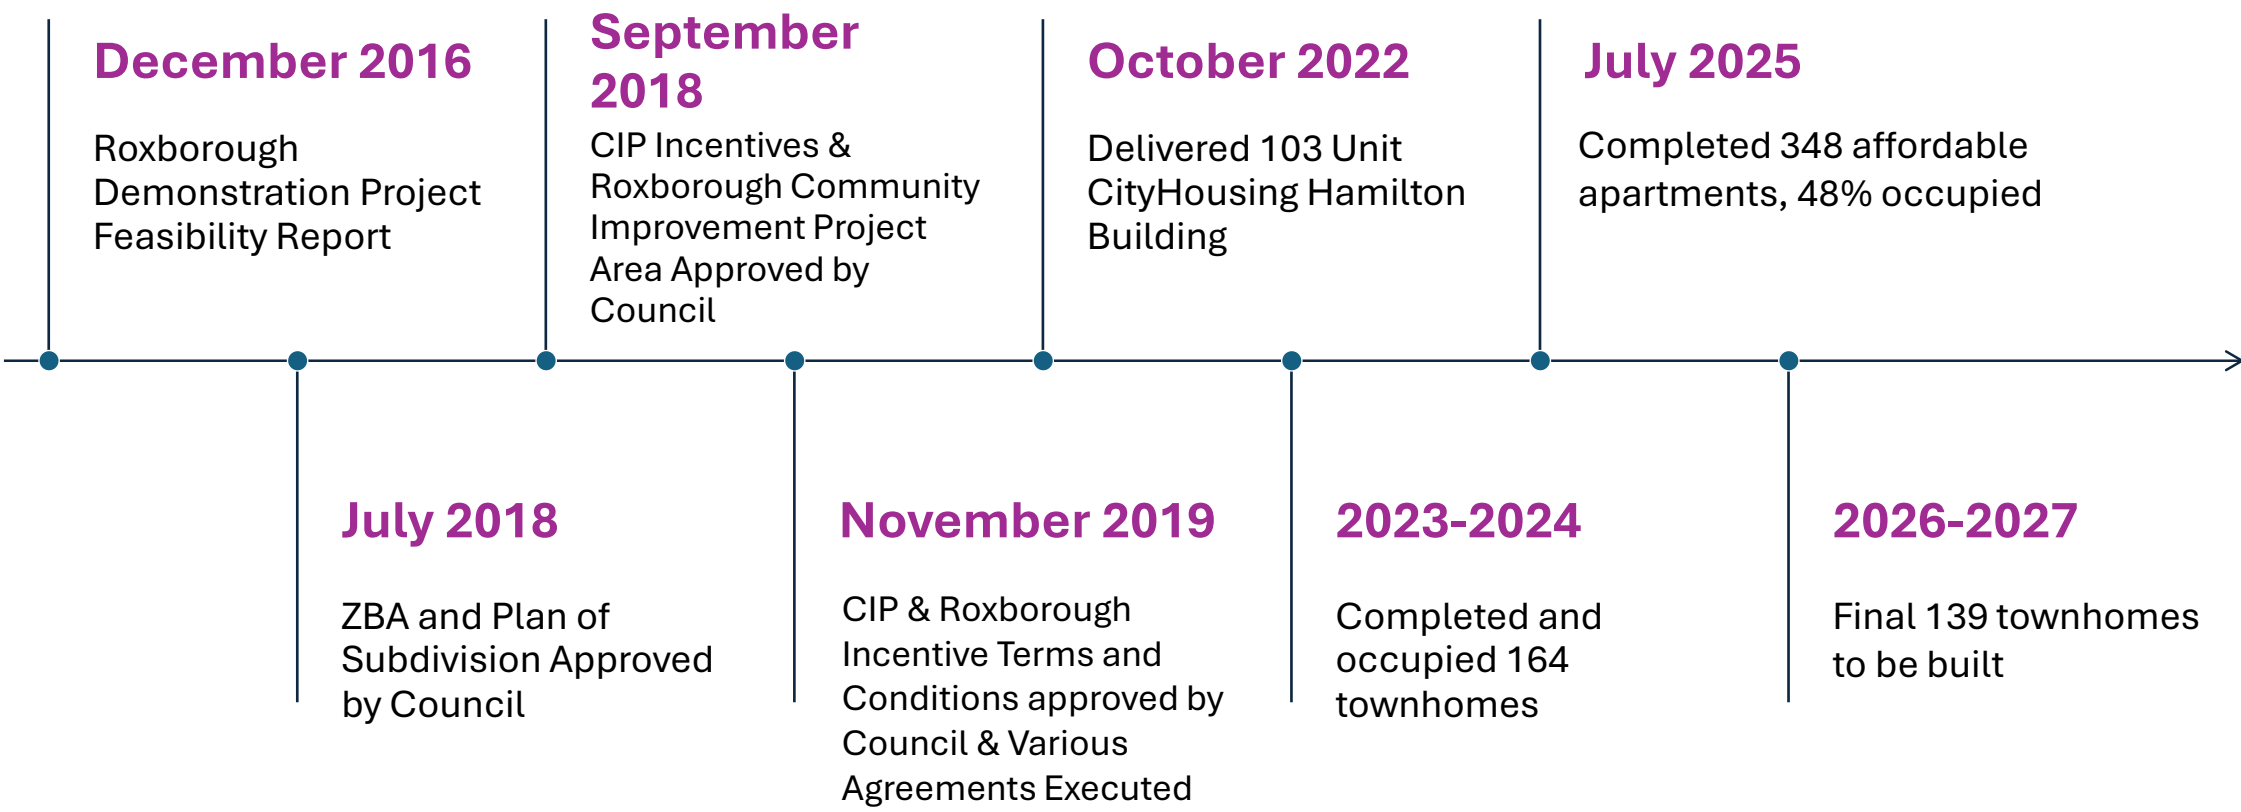 December 2016
Roxborough
Demonstration Project
Feasibility Report
July 2018
ZBA and Plan of
Subdivision Approved
by Council
September
2018
CIP Incentives &
Roxborough Community
Improvement Project
Area Approved by
Council
November 2019
CIP & Roxborough
Incentive Terms and
Conditions approved by
Council & Various
Agreements Executed
October 2022
Delivered 103 Unit
CityHousing Hamilton
Building
2023-2024
Completed and
occupied 164
townhomes
July 2025
Completed 348 affordable
apartments, 48% occupied
2026-2027
Final 139 townhomes
to be built